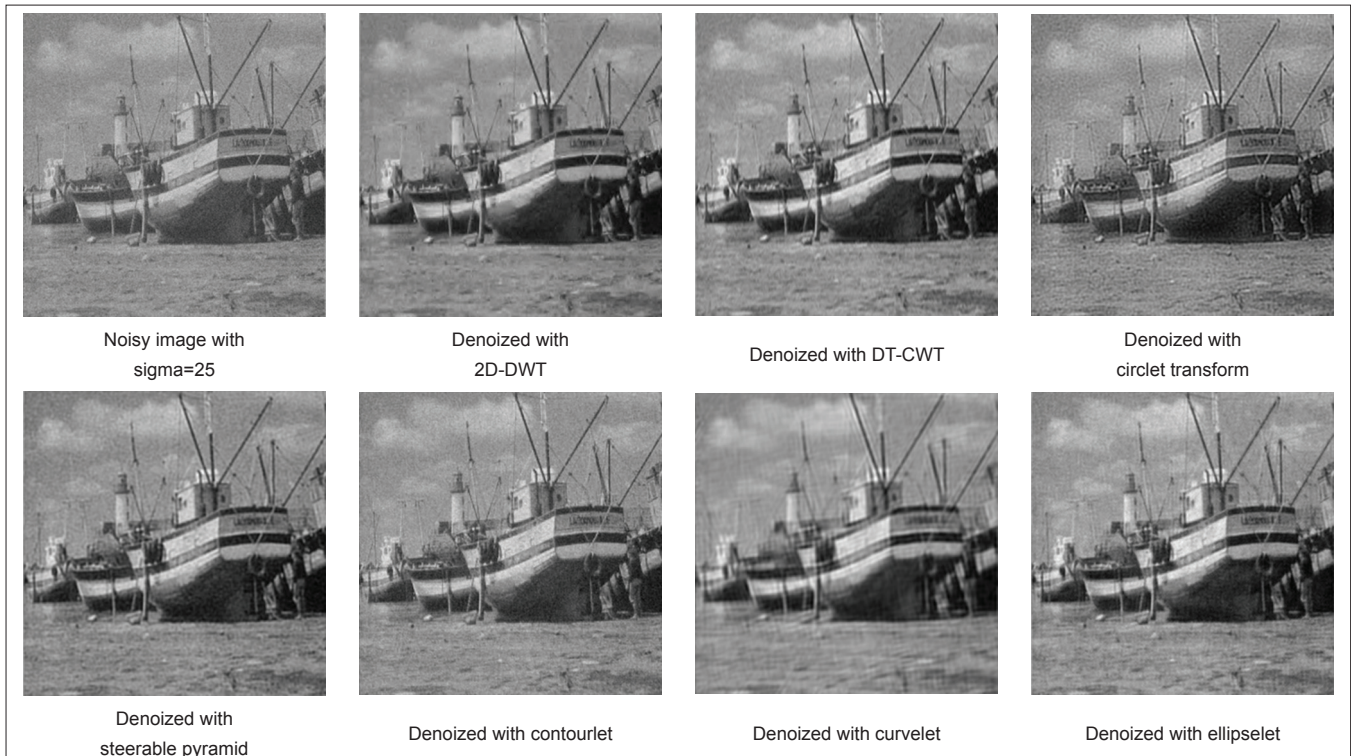 Noisy image with
sigma=25
Denoized with
2D-DWT
Denoized with DT-CWT
Denoized with
circlet transform
Denoized with
steerable pyramid
Denoized with contourlet
Denoized with curvelet
Denoized with ellipselet